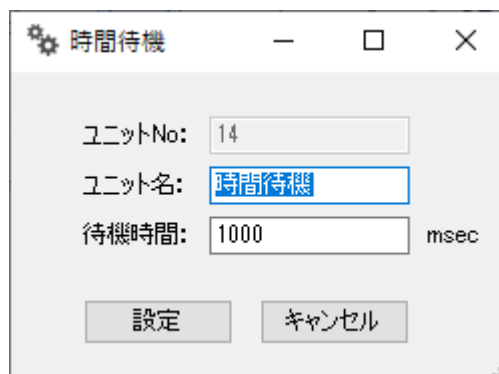 時間待機
ユニットNo: 14
ユニット名: 時間待機
待機時間: 1000 msec
設定 キャンセル